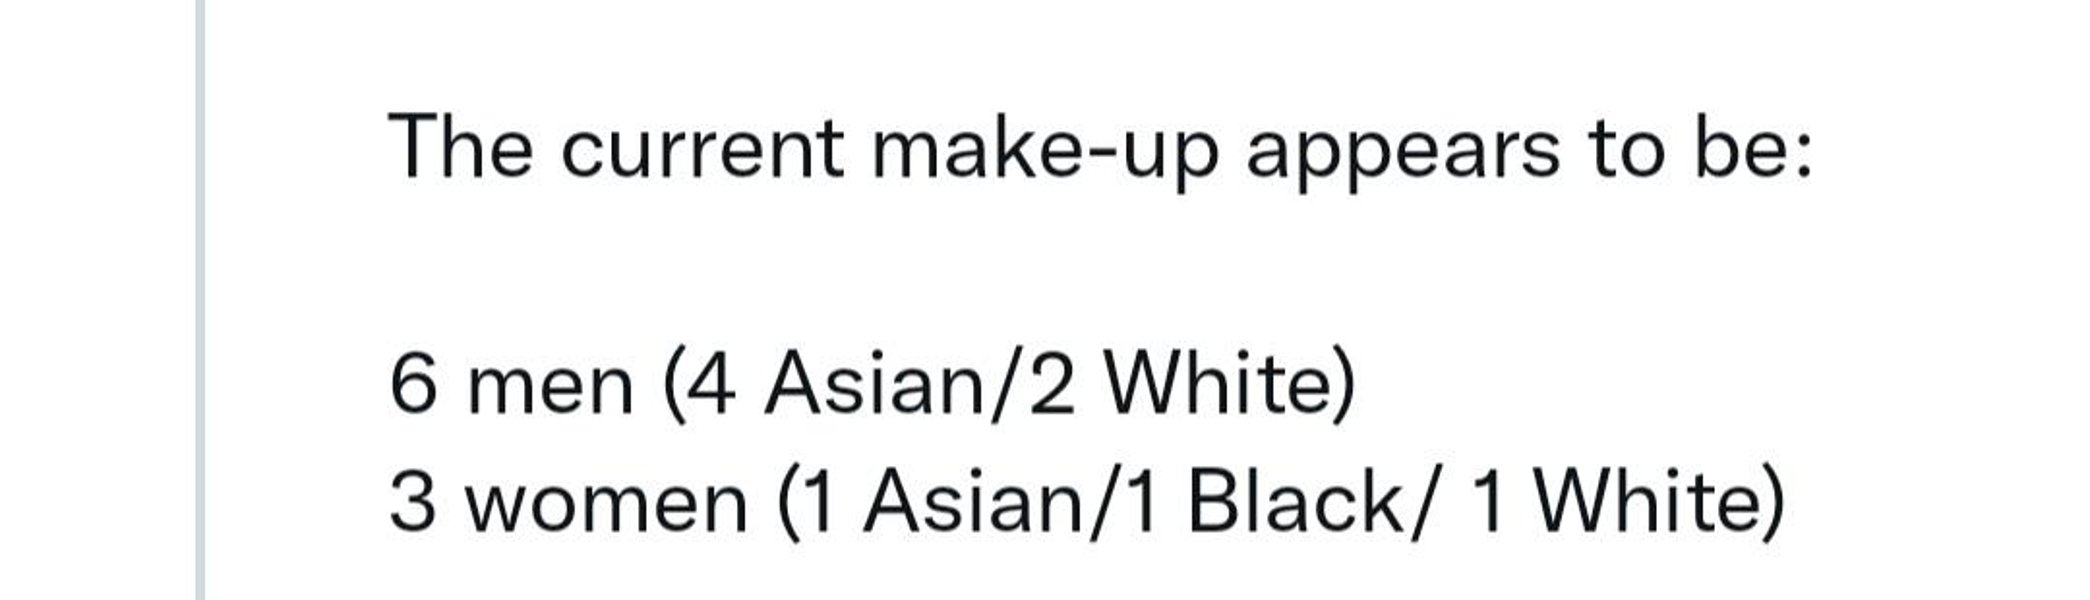 The current make-up appears to be:
6 men (4 Asian/2 White)
3 women (1 Asian/1 Black/ 1 White)